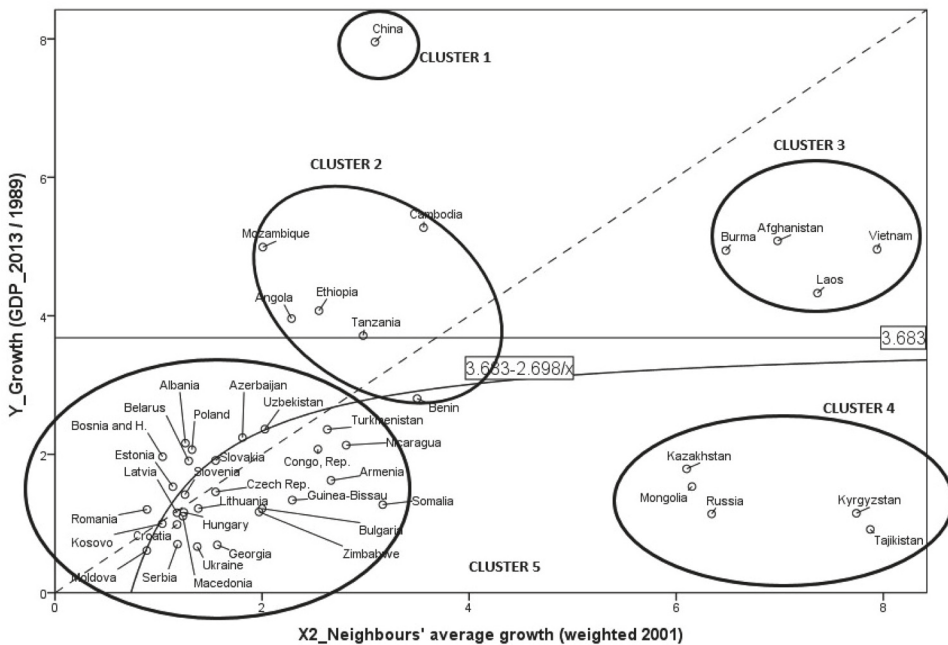 China
CLUSTER 1
CLUSTER 2
CLUSTER 3
Cambodia
Mozambique
Burma
Afghanistan
Vietnam
Laos
Angola
Ethiopia
Tanzania
3.683
3.683-2.698/x
Benin
Albania
Azerbaijan
Belarus
Poland
Uzbekistan
Bosnia and H.
Turkmenistan
Nicaragua
Estonia
Slovakia
Congo, Rep.
Latvia
Slovenia
Armenia
Czech Rep.
Lithuania
Guinea-Bissau
Somalia
Romania
Hungary
Bulgaria
Kosovo
Croatia
Zimbabwe
Moldova
Serbia
Ukraine
Georgia
Macedonia
CLUSTER 4
Kazakhstan
Mongolia
Russia
Kyrgyzstan
Tajikistan
CLUSTER 5
8
6
4
2
0
0
2
4
6
8
Y_Growth (GDP_2013 / 1989)
X2_Neighbours' average growth (weighted 2001)